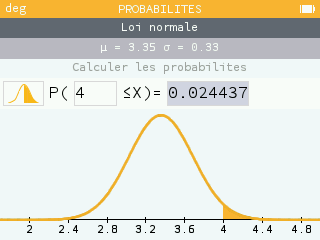 deg PROBABILITES
Loi normale
μ = 3.35 σ = 0.33
Calculer les probabilites
P( 4 ≤X)= 0.024437
2 2.4 2.8 3.2 3.6 4 4.4 4.8